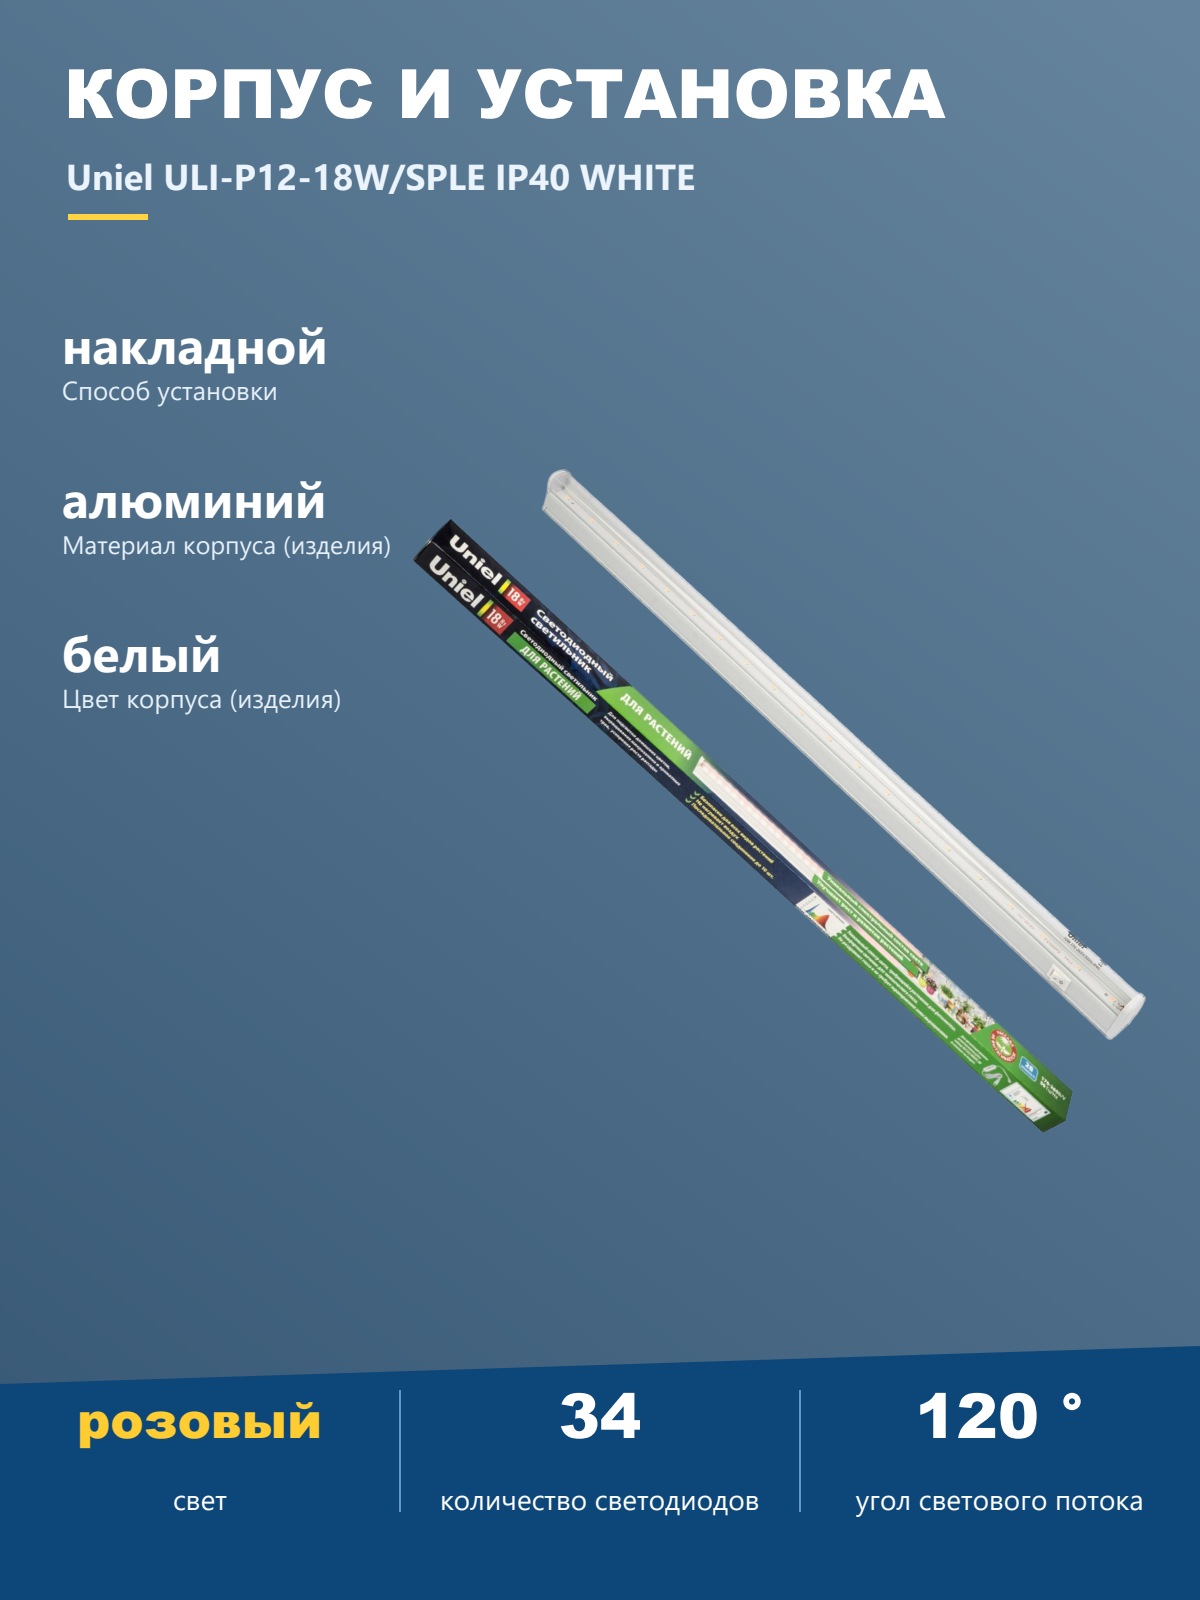 КОРПУС И УСТАНОВКА
Uniel ULI-P12-18W/SPLE IP40 WHITE
накладной
Способ установки
алюминий
Материал корпуса (изделия)
белый
Цвет корпуса (изделия)
Uniel
18
Светодиодный
светильник
ДЛЯ РАСТЕНИЙ
Uniel
18
Светодиодный светильник
ДЛЯ РАСТЕНИЙ
розовый
свет
34
количество светодиодов
120 °
угол светового потока